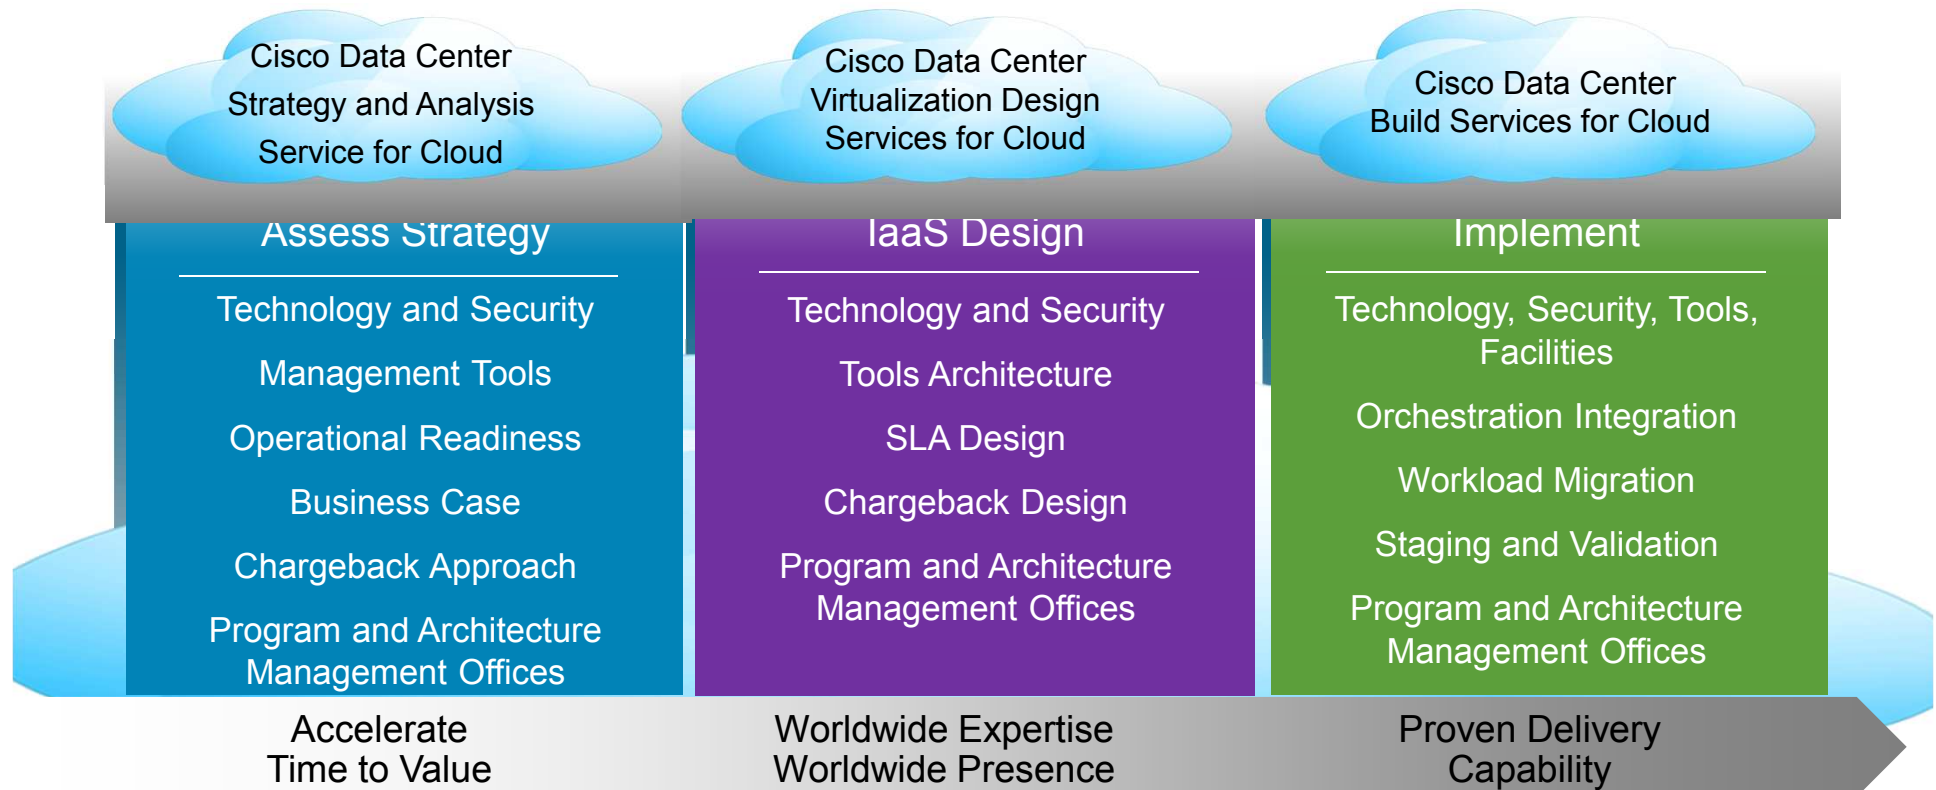 Cisco Data Center
Strategy and Analysis
Service for Cloud
Cisco Data Center
Virtualization Design
Services for Cloud
Cisco Data Center
Build Services for Cloud
Assess Strategy
Technology and Security
Management Tools
Operational Readiness
Business Case
Chargeback Approach
Program and Architecture
Management Offices
IaaS Design
Technology and Security
Tools Architecture
SLA Design
Chargeback Design
Program and Architecture
Management Offices
Implement
Technology, Security, Tools,
Facilities
Orchestration Integration
Workload Migration
Staging and Validation
Program and Architecture
Management Offices
Accelerate
Time to Value
Worldwide Expertise
Worldwide Presence
Proven Delivery
Capability